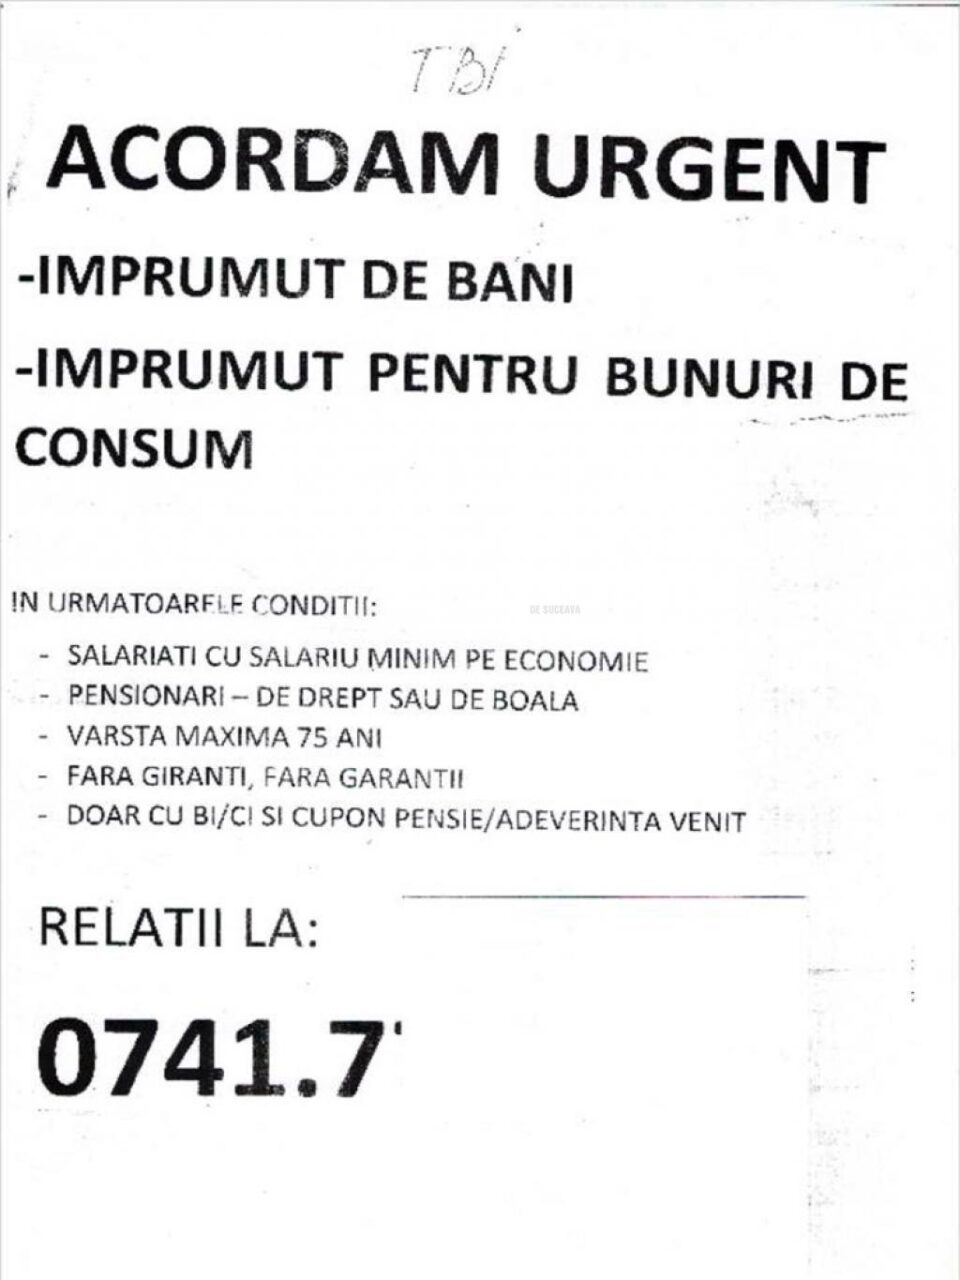 TBI
ACORDAM URGENT
-IMPRUMUT DE BANI
-IMPRUMUT PENTRU BUNURI DE
CONSUM
IN URMATOARELE CONDITII:
DE SUCEAVA
- SALARIATI CU SALARIU MINIM PE ECONOMIE
- PENSIONARI – DE DREPT SAU DE BOALA
- VARSTA MAXIMA 75 ANI
- FARA GIRANTI, FARA GARANTII
- DOAR CU BI/CI SI CUPON PENSIE/ADEVERINTA VENIT
RELATII LA:
0741.7